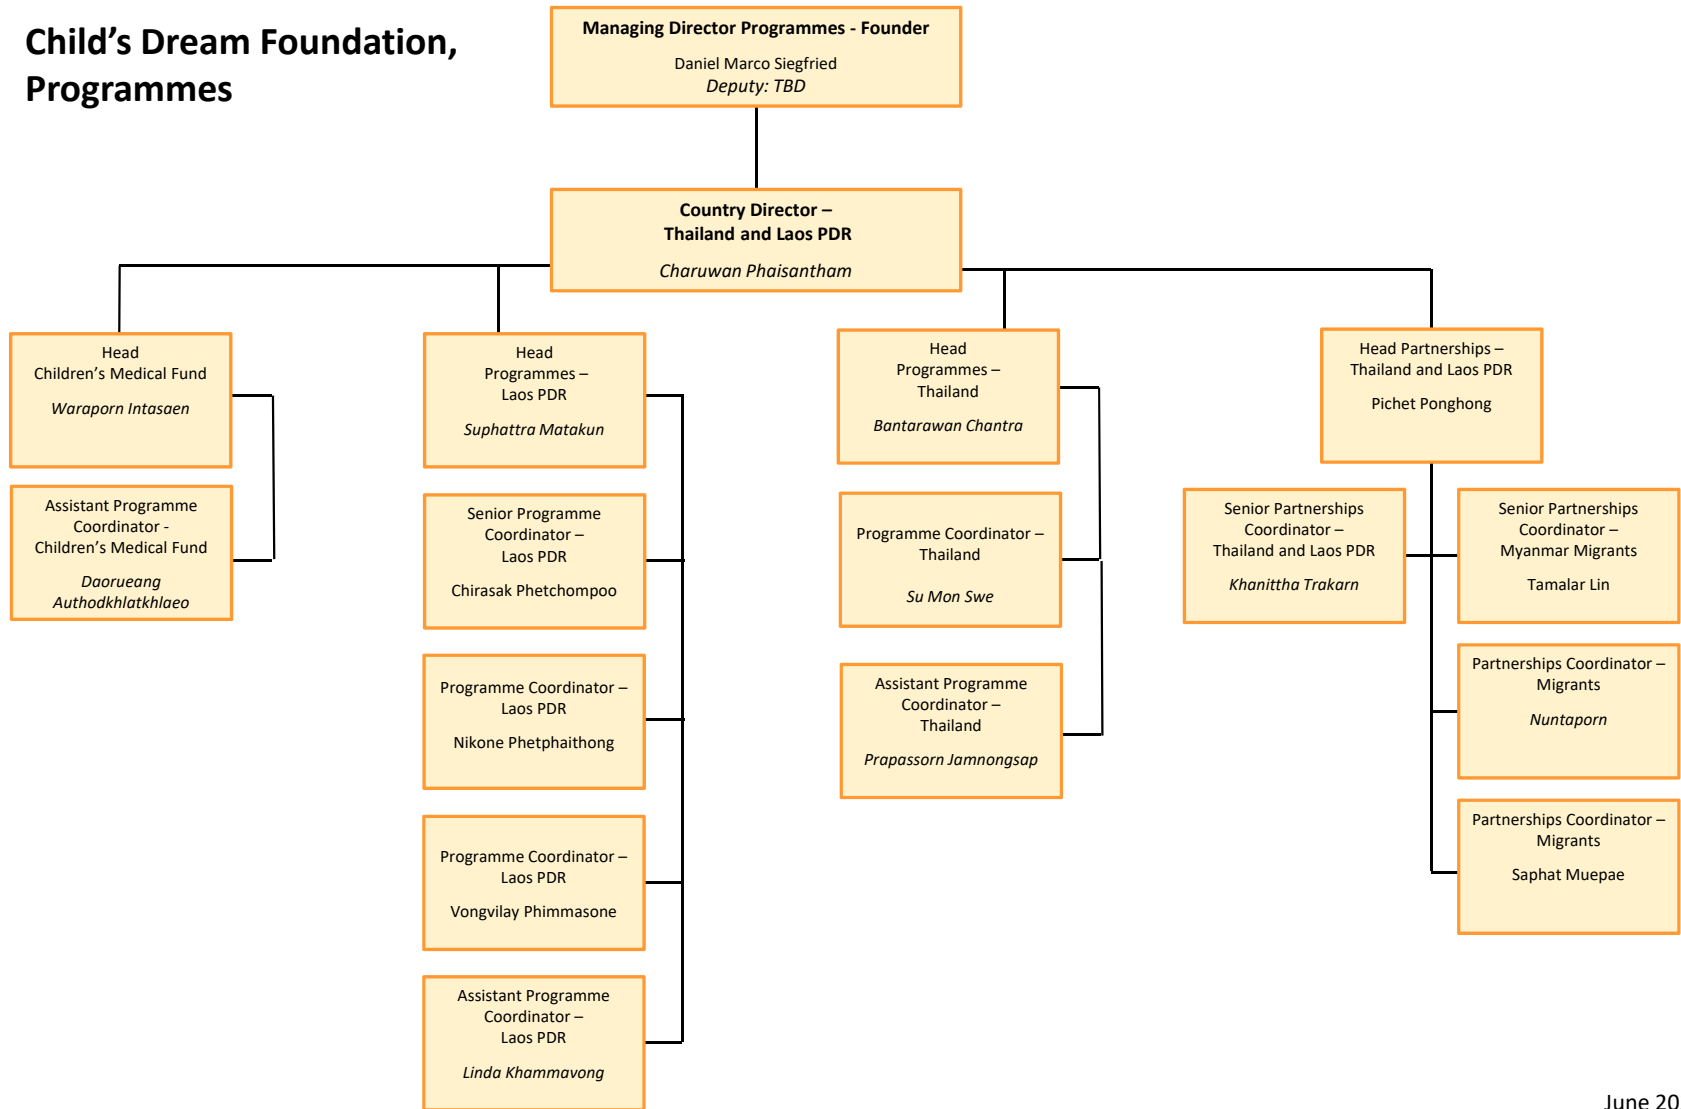 Child’s Dream Foundation,
Programmes
Managing Director Programmes - Founder
Daniel Marco Siegfried
Deputy: TBD
Country Director –
Thailand and Laos PDR
Charuwan Phaisantham
Head
Children’s Medical Fund
Waraporn Intasaen
Assistant Programme
Coordinator -
Children’s Medical Fund
Daorueang
Authodkhlatkhlaeo
Head
Programmes –
Laos PDR
Suphattra Matakun
Senior Programme
Coordinator –
Laos PDR
Chirasak Phetchompoo
Programme Coordinator –
Laos PDR
Nikone Phetphaithong
Programme Coordinator –
Laos PDR
Vongvilay Phimmasone
Assistant Programme
Coordinator –
Laos PDR
Linda Khammavong
Head
Programmes –
Thailand
Bantarawan Chantra
Programme Coordinator –
Thailand
Su Mon Swe
Assistant Programme
Coordinator –
Thailand
Prapassorn Jamnongsap
Head Partnerships –
Thailand and Laos PDR
Pichet Ponghong
Senior Partnerships
Coordinator –
Thailand and Laos PDR
Khanittha Trakarn
Senior Partnerships
Coordinator –
Myanmar Migrants
Tamalar Lin
Partnerships Coordinator –
Migrants
Nuntaporn
Partnerships Coordinator –
Migrants
Saphat Muepae
June 20